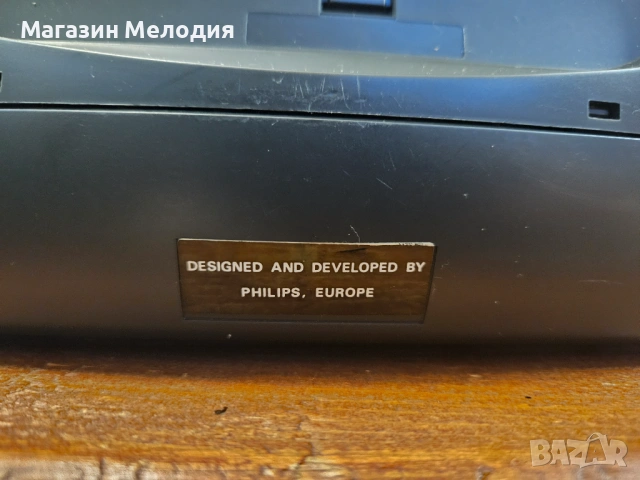 Магазин Мелодия
DESIGNED AND DEVELOPED BY
PHILIPS, EUROPE
BAZAR